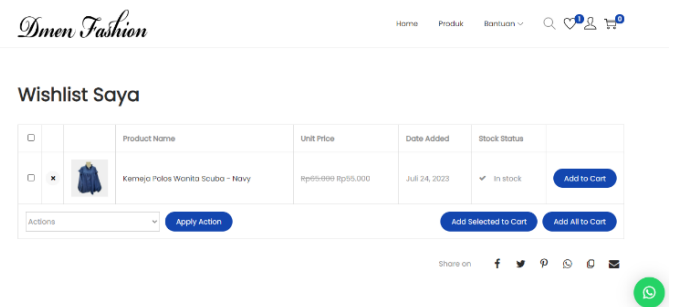 Dmen Fashion
Home Produk Bantuan 1 0
Wishlist Saya
Product Name Unit Price Date Added Stock Status
Kemeja Polos Wanita Scuba - Navy Rp65.000 Rp55,000 Juli 24, 2023 In stock Add to Cart
Actions Apply Action Add Selected to Cart Add All to Cart
Share on